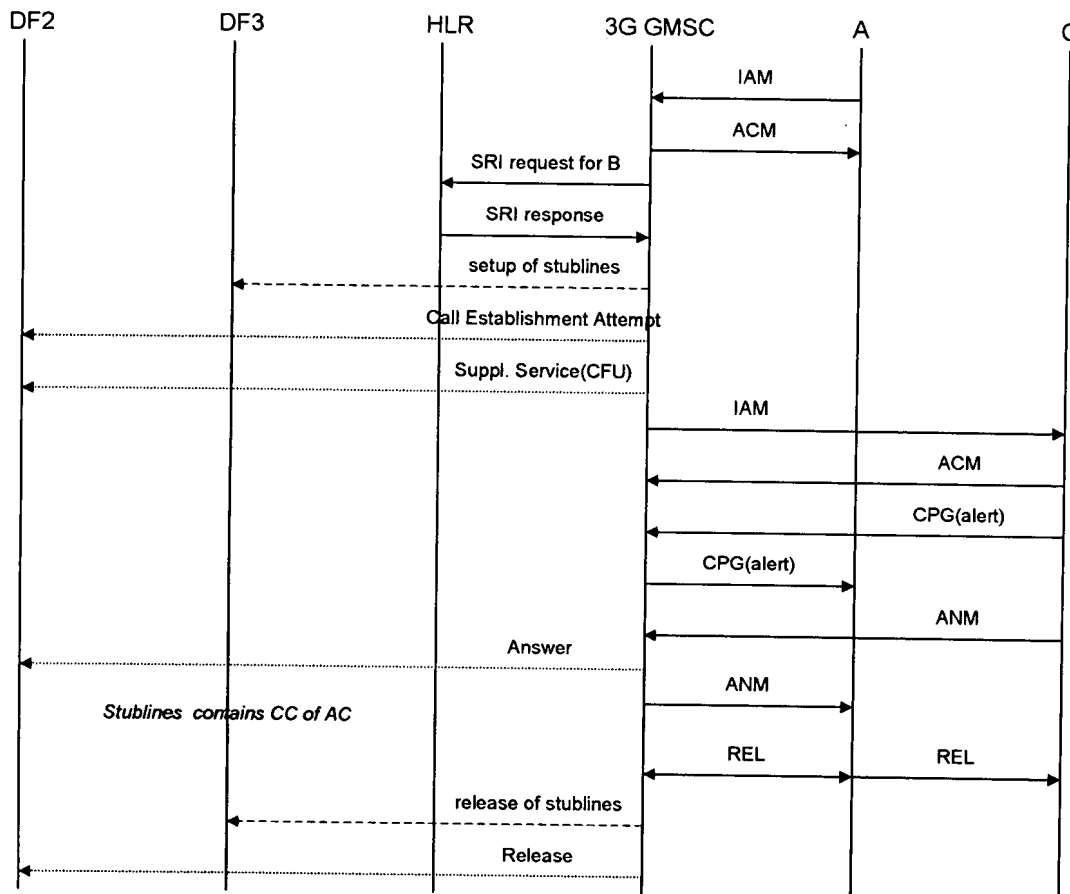 DF2 DF3 HLR 3G GMSC A
IAM
ACM
SRI request for B
SRI response
setup of stublines
Call Establishment Attempt
Suppl. Service(CFU)
IAM
ACM
CPG(alert)
CPG(alert)
ANM
Answer
ANM
Stublines contains CC of AC
REL REL
release of stublines
Release